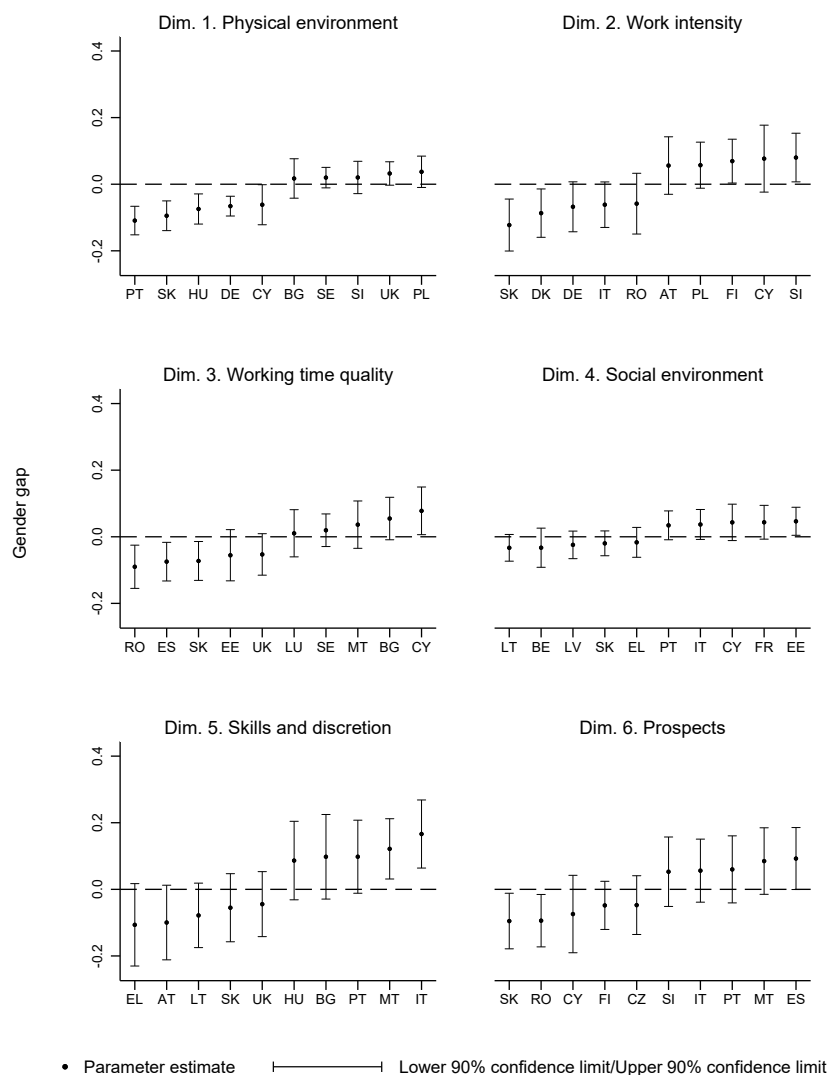 Dim. 1. Physical environment
Dim. 2. Work intensity
0.4
0.2
0.0
-0.2
PT SK HU DE CY BG SE SI UK PL
SK DK DE IT RO AT PL FI CY SI
Dim. 3. Working time quality
Dim. 4. Social environment
Gender gap
0.4
0.2
0.0
-0.2
RO ES SK EE UK LU SE MT BG CY
LT BE LV SK EL PT IT CY FR EE
Dim. 5. Skills and discretion
Dim. 6. Prospects
0.4
0.2
0.0
-0.2
EL AT LT SK UK HU BG PT MT IT
SK RO CY FI CZ SI IT PT MT ES
Parameter estimate
Lower 90% confidence limit/Upper 90% confidence limit